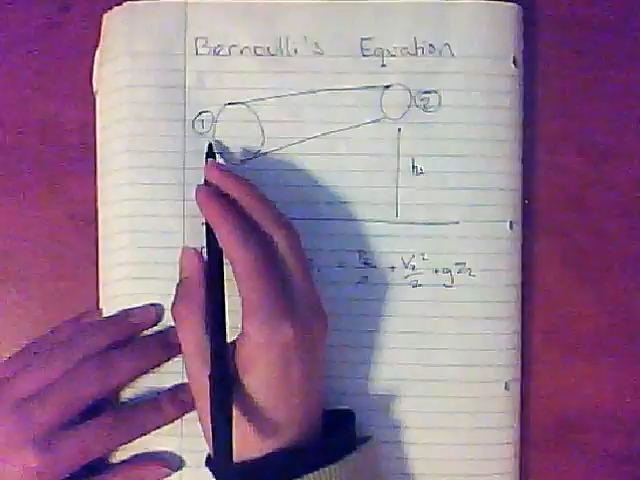 Bernoulli's Equation
① ②
h₂
= P₂/ρ + V₂²/2 + gz₂